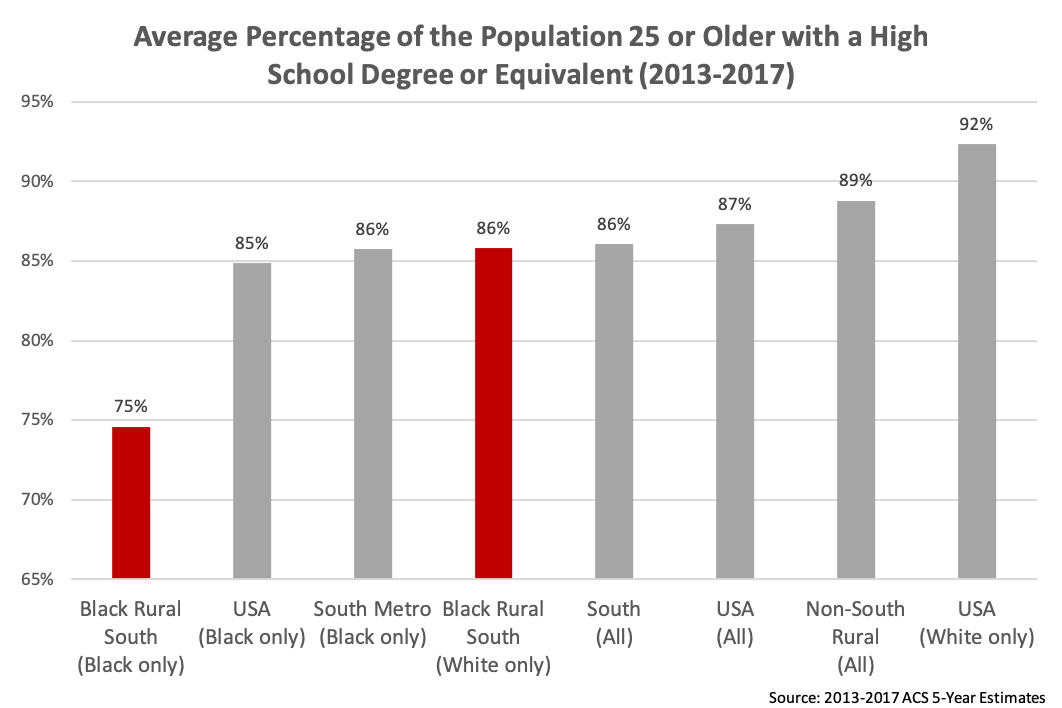 Average Percentage of the Population 25 or Older with a High
School Degree or Equivalent (2013-2017)
95%
90%
85%
80%
75%
70%
65%
75%
85%
86%
86%
86%
87%
89%
92%
Black Rural
South
(Black only)
USA
(Black only)
South Metro
(Black only)
Black Rural
South
(White only)
South
(All)
USA
(All)
Non-South
Rural
(All)
USA
(White only)
Source: 2013-2017 ACS 5-Year Estimates